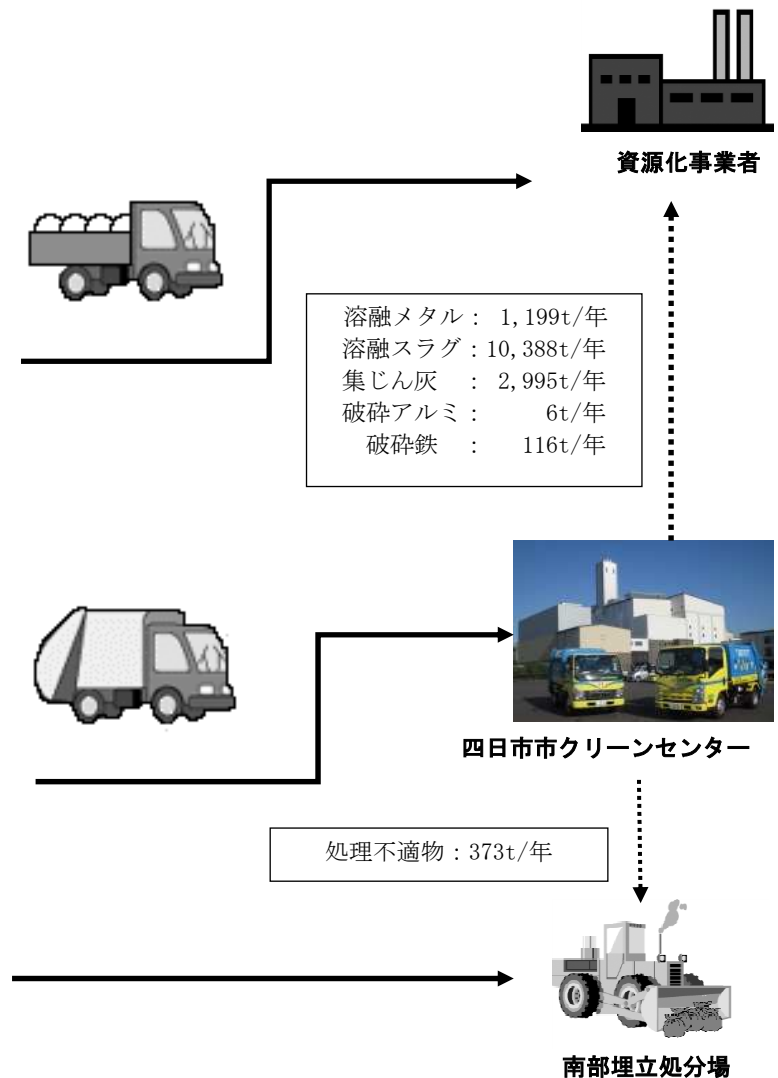 資源化事業者
溶融メタル： 1,199t/年
溶融スラグ：10,388t/年
集じん灰　： 2,995t/年
破砕アルミ：　　 6t/年
破砕鉄　：　 116t/年
四日市市クリーンセンター
処理不適物：373t/年
南部埋立処分場